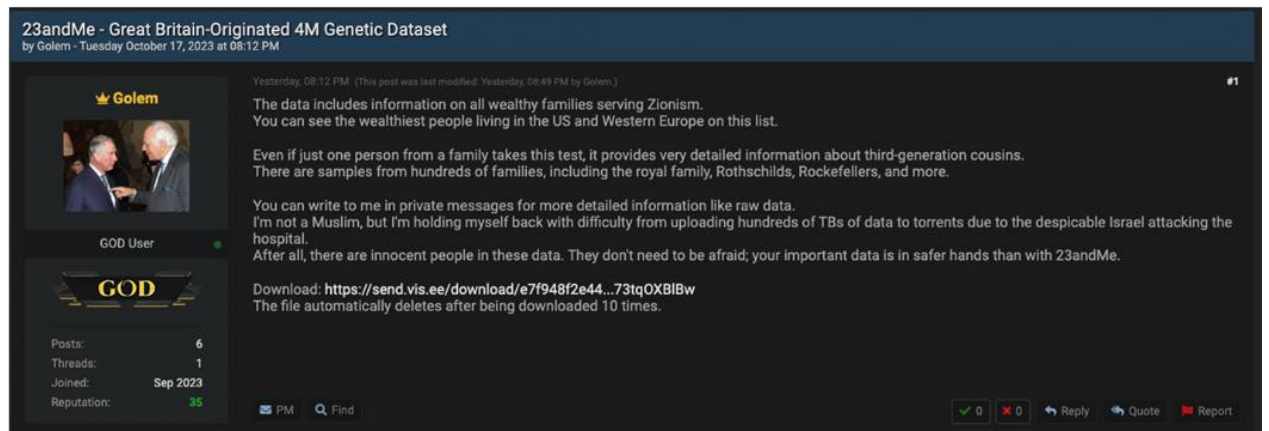 23andMe - Great Britain-Originated 4M Genetic Dataset
by Golem - Tuesday October 17, 2023 at 08:12 PM
Golem
GOD User
GOD
Posts: 6
Threads: 1
Joined: Sep 2023
Reputation: 35
Yesterday, 08:12 PM (This post was last modified: Yesterday, 08:49 PM by Golem.)
#1
The data includes information on all wealthy families serving Zionism.
You can see the wealthiest people living in the US and Western Europe on this list.
Even if just one person from a family takes this test, it provides very detailed information about third-generation cousins.
There are samples from hundreds of families, including the royal family, Rothschilds, Rockefellers, and more.
You can write to me in private messages for more detailed information like raw data.
I'm not a Muslim, but I'm holding myself back with difficulty from uploading hundreds of TBs of data to torrents due to the despicable Israel attacking the
hospital.
After all, there are innocent people in these data. They don't need to be afraid; your important data is in safer hands than with 23andMe.
Download: https://send.vis.ee/download/e7f948f2e44...73tqOXBlBw
The file automatically deletes after being downloaded 10 times.
PM Find 0 0 Reply Quote Report